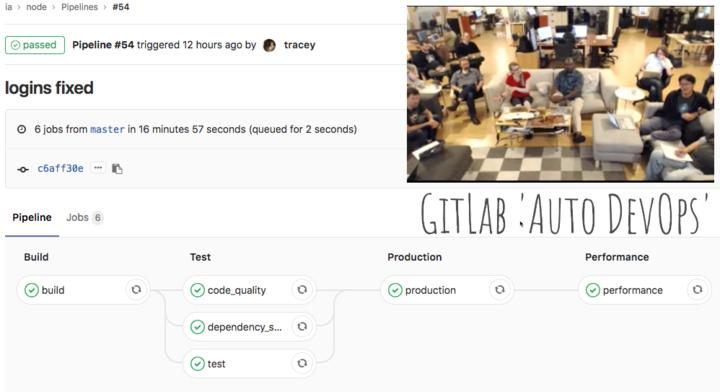 ia > node > Pipelines > #54
passed Pipeline #54 triggered 12 hours ago by tracey
logins fixed
6 jobs from master in 16 minutes 57 seconds (queued for 2 seconds)
c6aff30e ...
GITLAB 'AUTO DEVOPS'
Pipeline Jobs 6
Build Test Production Performance
build code_quality production performance
dependency_s...
test